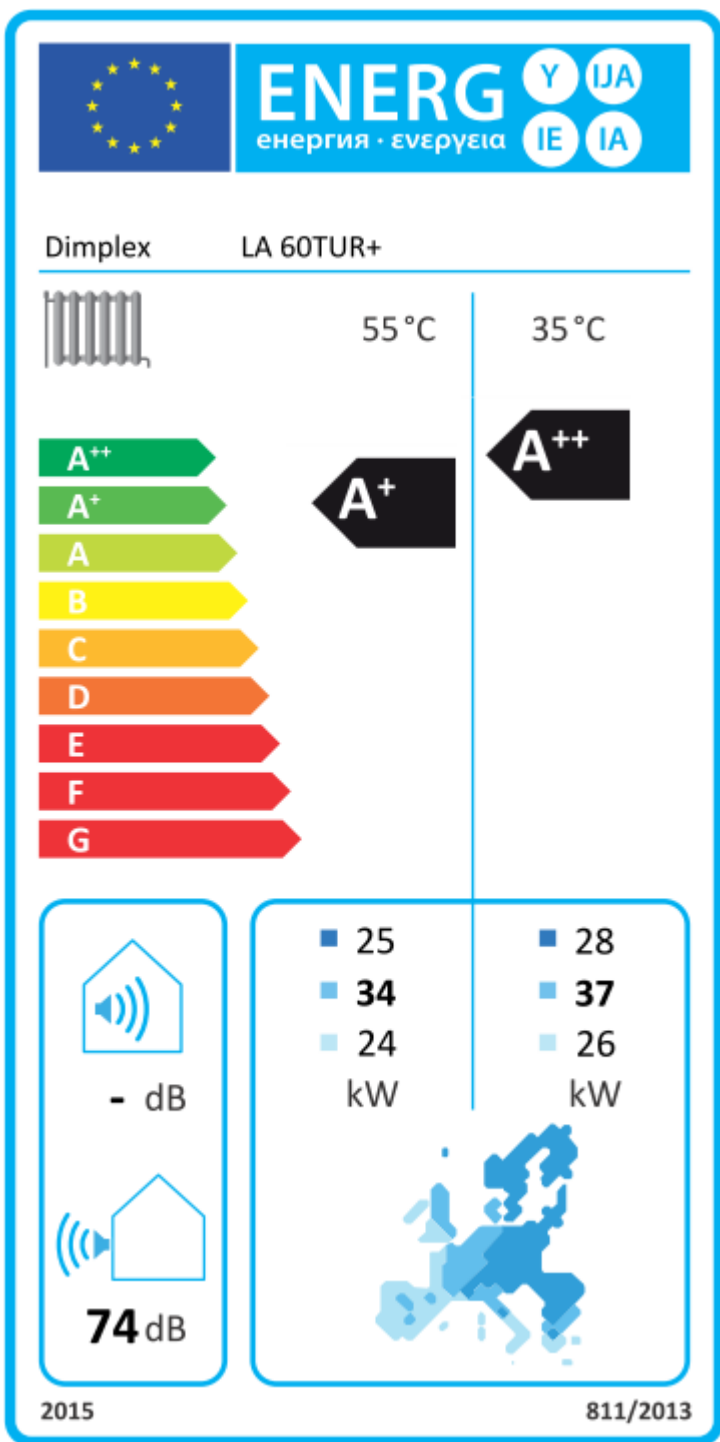 ENERG Y IJA
енергия · ενεργεια IE IA
Dimplex LA 60TUR+
55 °C 35 °C
A++
A+
A
B
C
D
E
F
G
A+
A++
25 28
34 37
24 26
kW kW
- dB
74 dB
2015 811/2013